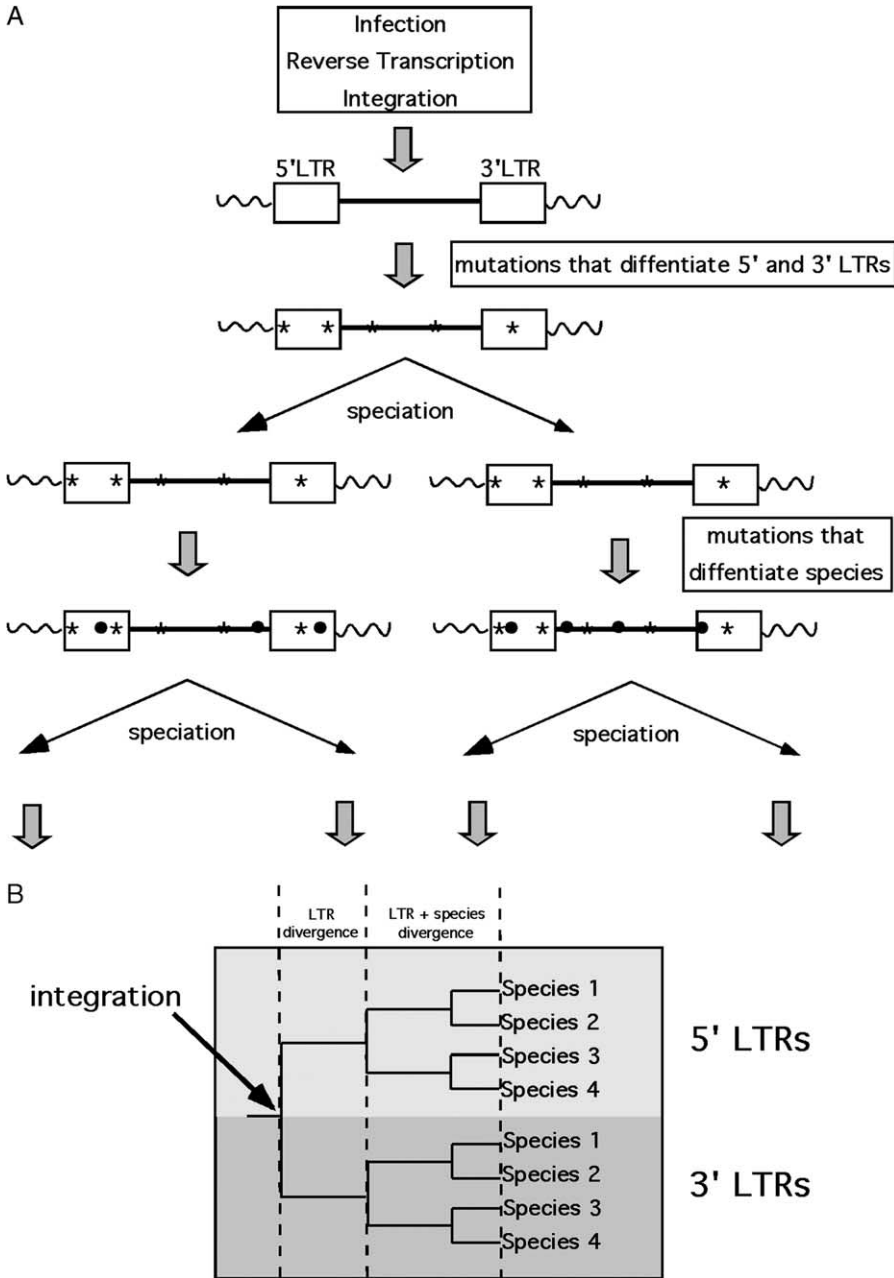 A
Infection
Reverse Transcription
Integration
5'LTR
3'LTR
mutations that diffentiate 5' and 3' LTRs
* * * * *
speciation
* * * * *
* * * * *
mutations that
diffentiate species
* * * * *
* * * * *
speciation
speciation
B
LTR
divergence
LTR + species
divergence
integration
Species 1
Species 2
Species 3
Species 4
5' LTRs
Species 1
Species 2
Species 3
Species 4
3' LTRs